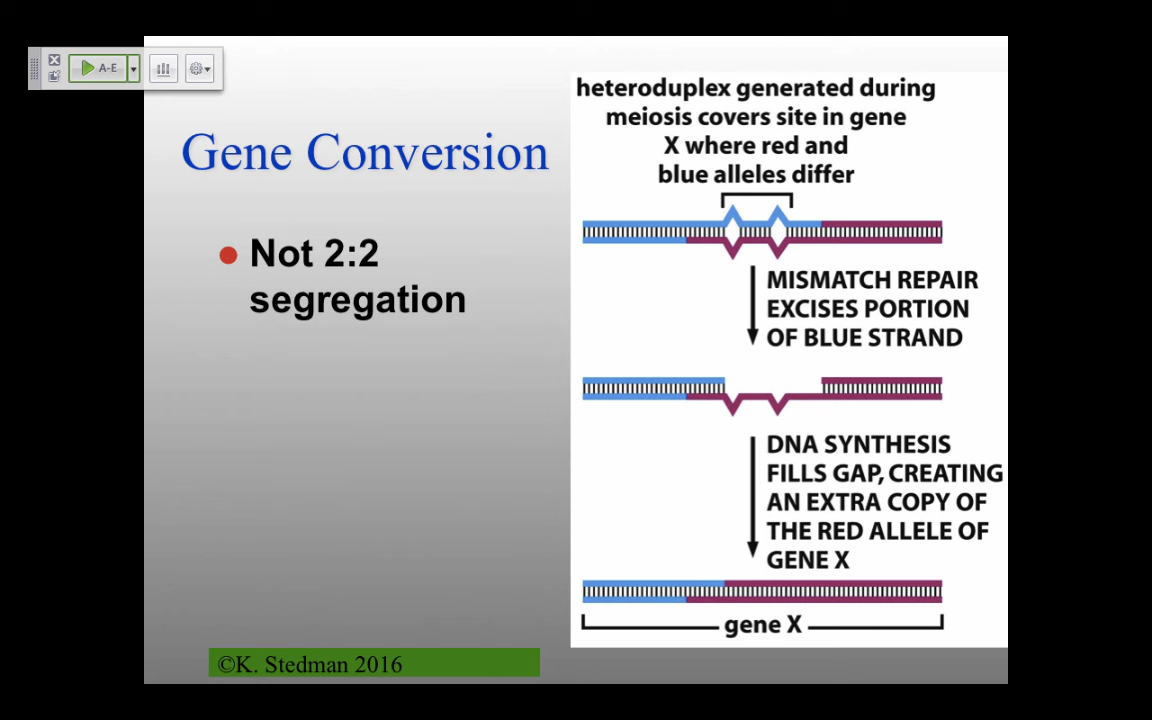 A-E
Gene Conversion
Not 2:2
segregation
heteroduplex generated during
meiosis covers site in gene
X where red and
blue alleles differ
MISMATCH REPAIR
EXCISES PORTION
OF BLUE STRAND
DNA SYNTHESIS
FILLS GAP, CREATING
AN EXTRA COPY OF
THE RED ALLELE OF
GENE X
gene X
©K. Stedman 2016